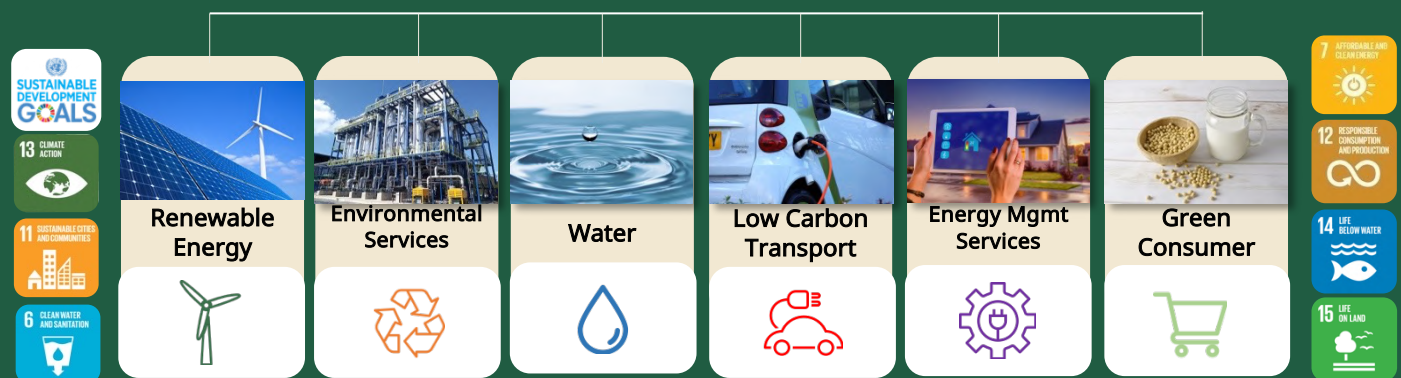 SUSTAINABLE
DEVELOPMENT
GOALS
13 CLIMATE
ACTION
11 SUSTAINABLE CITIES
AND COMMUNITIES
6 CLEAN WATER
AND SANITATION
Renewable
Energy
Environmental
Services
Water
Low Carbon
Transport
Energy Mgmt
Services
Green
Consumer
7 AFFORDABLE AND
CLEAN ENERGY
12 RESPONSIBLE
CONSUMPTION
AND PRODUCTION
14 LIFE
BELOW WATER
15 LIFE
ON LAND